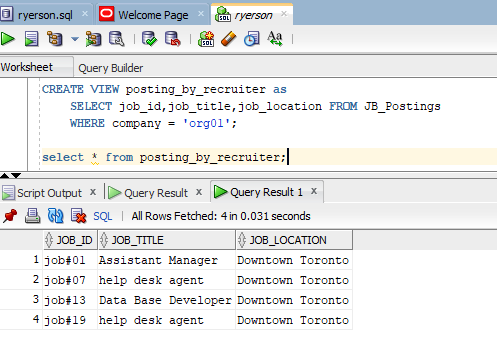 ryerson.sql Welcome Page ryerson
Worksheet Query Builder
CREATE VIEW posting_by_recruiter as
SELECT job_id,job_title,job_location FROM JB_Postings
WHERE company = 'org01';
select * from posting_by_recruiter;
Script Output Query Result Query Result 1
SQL All Rows Fetched: 4 in 0.031 seconds
JOB_ID JOB_TITLE JOB_LOCATION
1 job#01 Assistant Manager Downtown Toronto
2 job#07 help desk agent Downtown Toronto
3 job#13 Data Base Developer Downtown Toronto
4 job#19 help desk agent Downtown Toronto